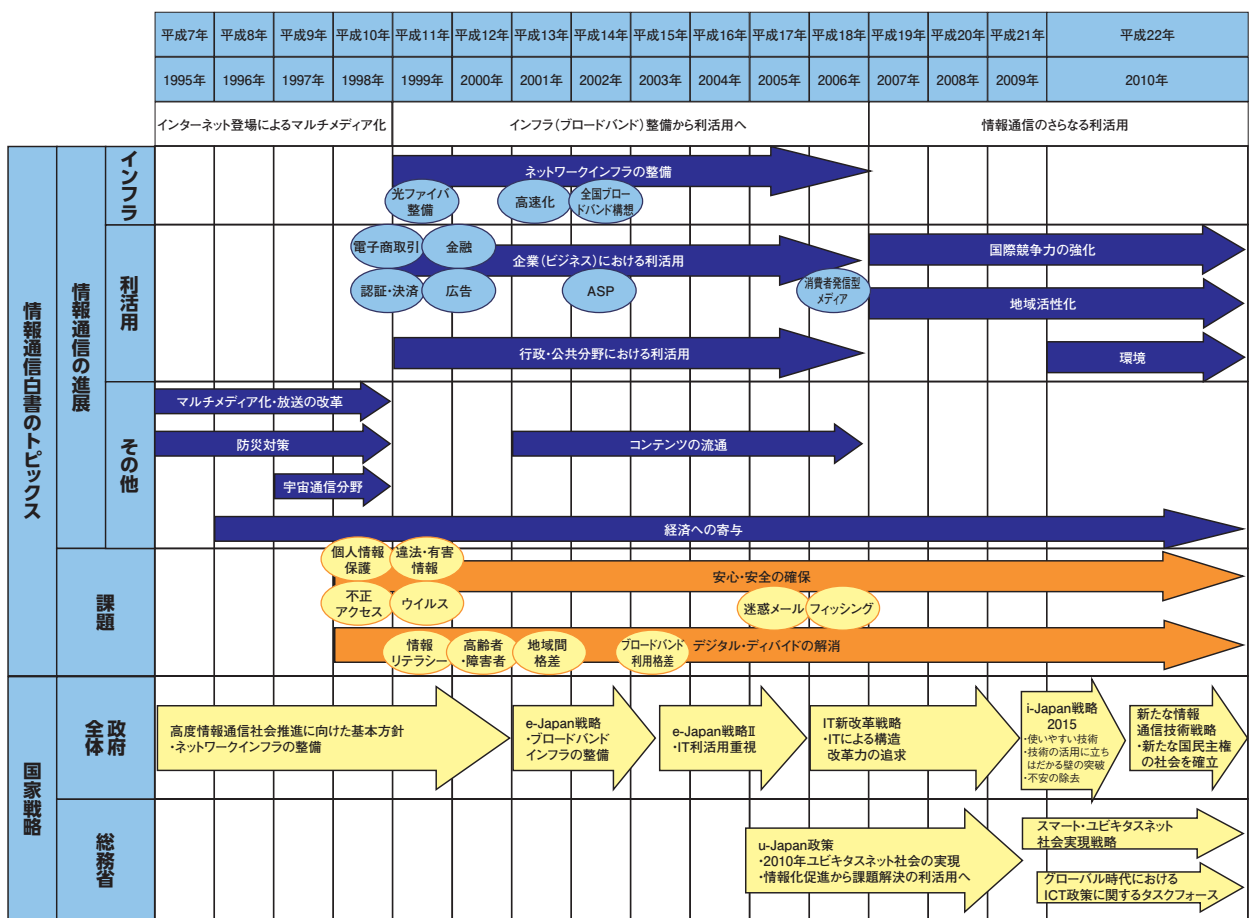 平成7年 平成8年 平成9年 平成10年 平成11年 平成12年 平成13年 平成14年 平成15年 平成16年 平成17年 平成18年 平成19年 平成20年 平成21年 平成22年
1995年 1996年 1997年 1998年 1999年 2000年 2001年 2002年 2003年 2004年 2005年 2006年 2007年 2008年 2009年 2010年
インターネット登場によるマルチメディア化 インフラ（ブロードバンド）整備から利活用へ 情報通信のさらなる利活用
情報通信白書のトピックス
情報通信の進展
インフラ
ネットワークインフラの整備
光ファイバ
整備
高速化
全国ブロー
ドバンド構想
利活用
電子商取引
金融
企業（ビジネス）における利活用
国際競争力の強化
認証・決済
広告
ASP
消費者発信型
メディア
地域活性化
行政・公共分野における利活用
環境
その他
マルチメディア化・放送の改革
防災対策
コンテンツの流通
宇宙通信分野
経済への寄与
課題
個人情報
保護
違法・有害
情報
安心・安全の確保
不正
アクセス
ウイルス
迷惑メール
フィッシング
情報
リテラシー
高齢者
・障害者
地域間
格差
ブロードバンド
利用格差
デジタル・ディバイドの解消
国家戦略
政府
全体
高度情報通信社会推進に向けた基本方針
・ネットワークインフラの整備
e-Japan戦略
・ブロードバンド
インフラの整備
e-Japan戦略Ⅱ
・IT利活用重視
IT新改革戦略
・ITによる構造
改革力の追求
i-Japan戦略
2015
・使いやすい技術
・技術の活用に立ち
はだかる壁の突破
・不安の除去
新たな情報
通信技術戦略
・新たな国民主権
の社会を確立
総務省
u-Japan政策
・2010年ユビキタスネット社会の実現
・情報化促進から課題解決の利活用へ
スマート・ユビキタスネット
社会実現戦略
グローバル時代における
ICT政策に関するタスクフォース